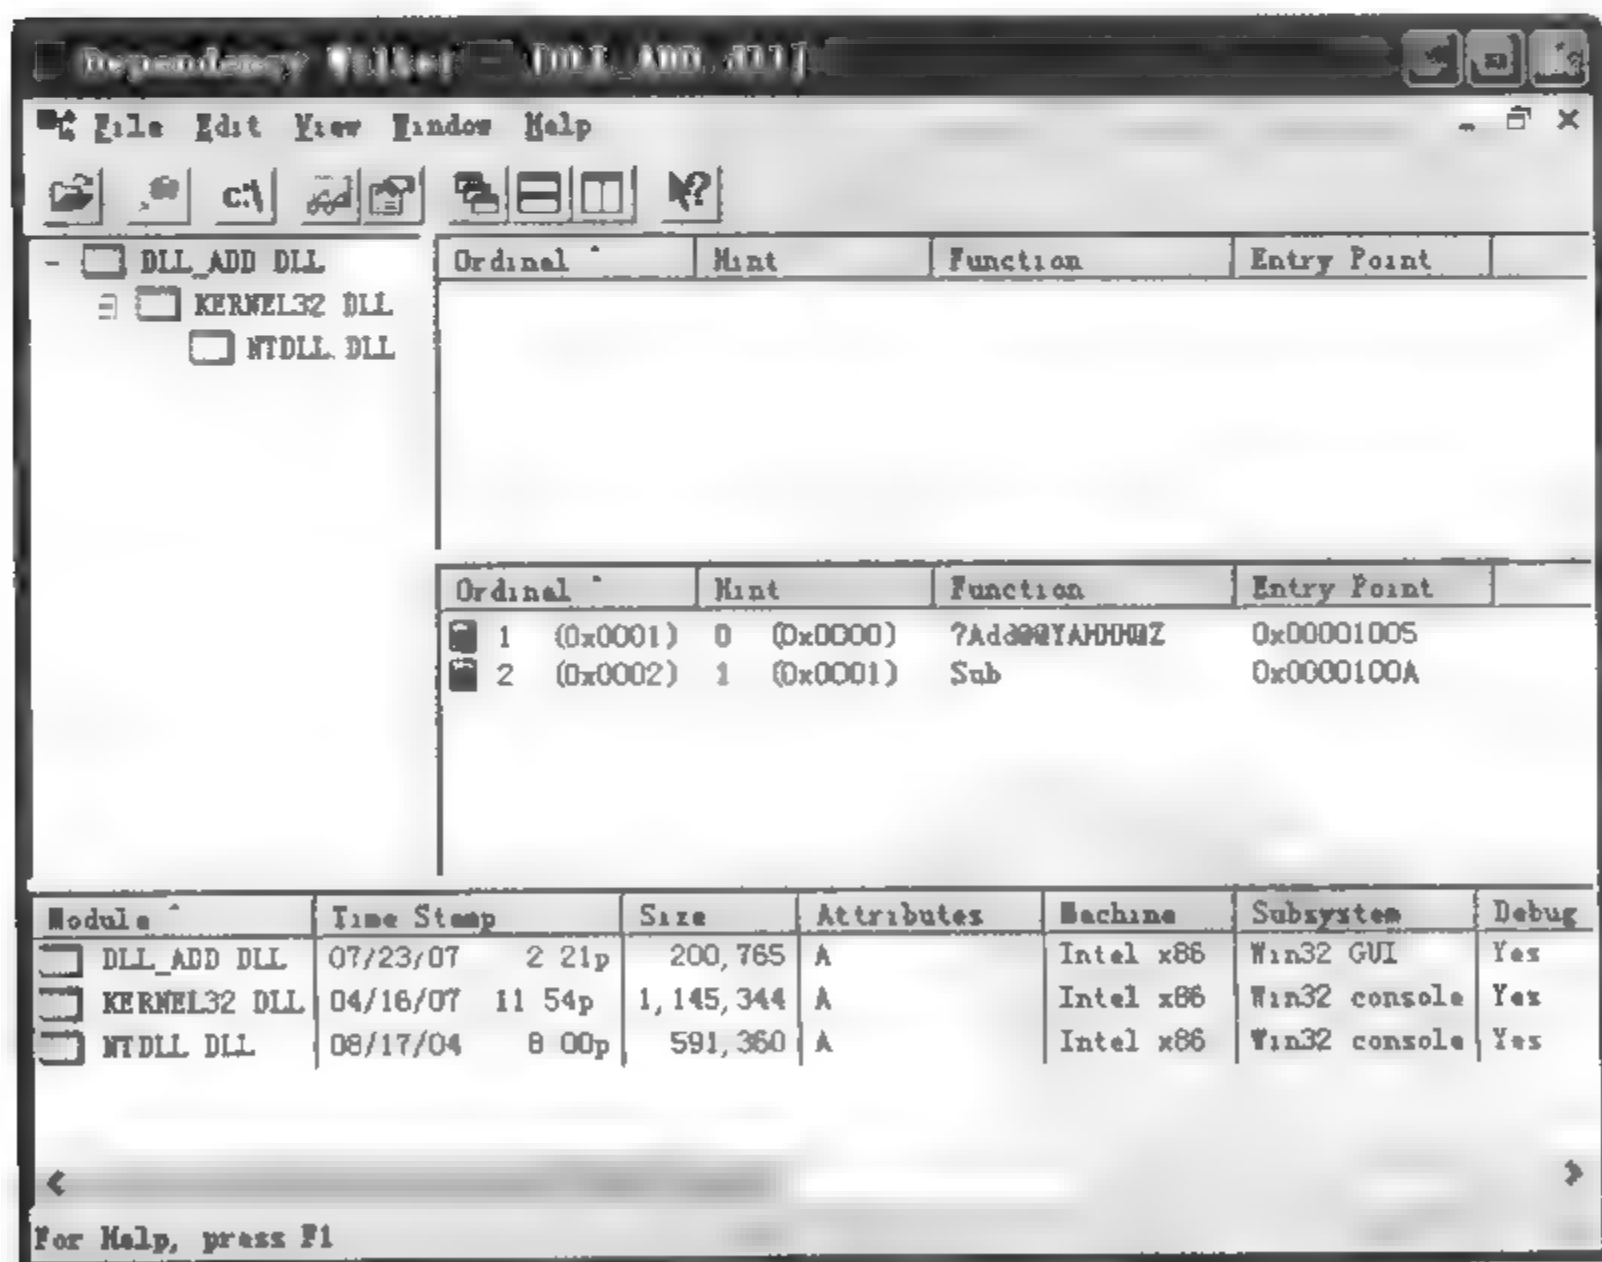 Dependency Walker - [DLL_ADD.dll]
File Edit View Window Help
C:\
DLL_ADD DLL
KERNEL32 DLL
NTDLL.DLL
Ordinal Hint Function Entry Point
Ordinal Hint Function Entry Point
1 (0x0001) 0 (0x0000) ?Add@@YAHHH@Z 0x00001005
2 (0x0002) 1 (0x0001) Sub 0x0000100A
Module Time Stamp Size Attributes Machine Subsystem Debug
DLL_ADD DLL 07/23/07 2 21p 200,765 A Intel x86 Win32 GUI Yes
KERNEL32 DLL 04/16/07 11 54p 1,145,344 A Intel x86 Win32 console Yes
NTDLL DLL 08/17/04 8 00p 591,360 A Intel x86 Win32 console Yes
For Help, press F1